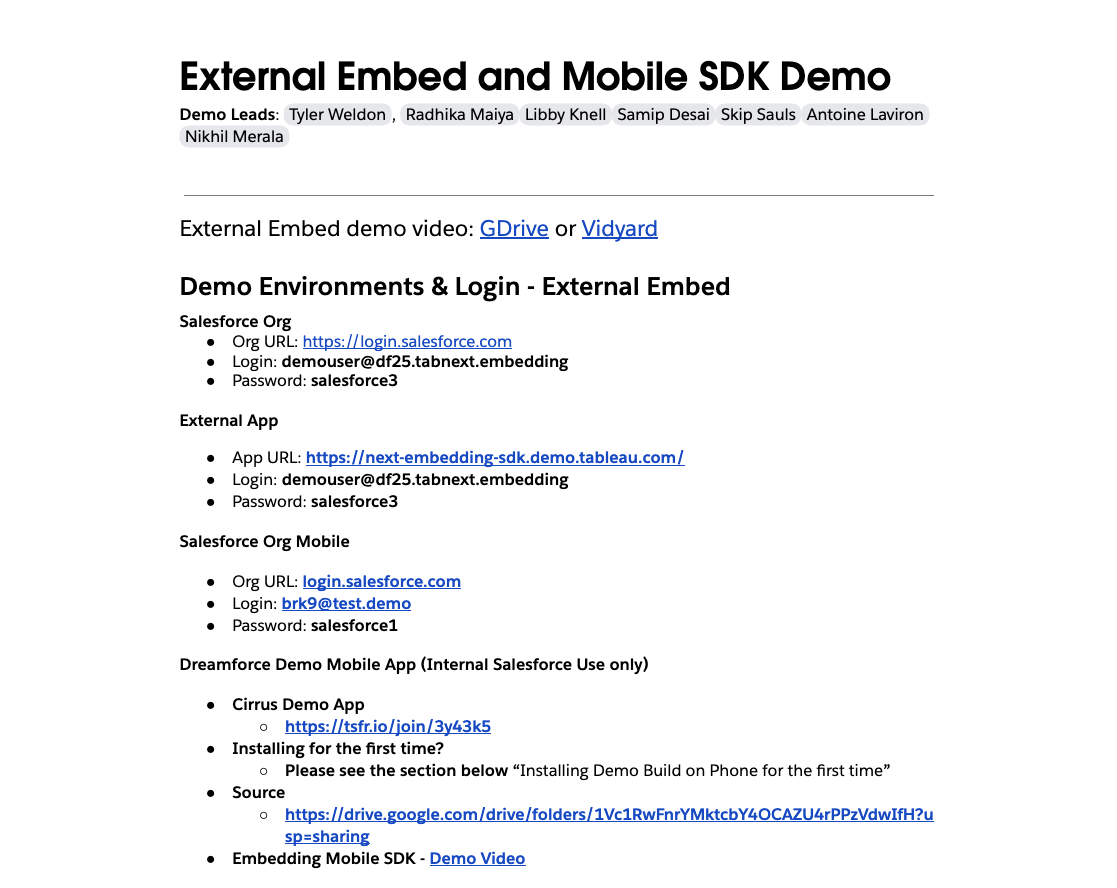 External Embed and Mobile SDK Demo
Demo Leads: Tyler Weldon , Radhika Maiya Libby Knell Samip Desai Skip Sauls Antoine Laviron
Nikhil Merala
External Embed demo video: GDrive or Vidyard
Demo Environments & Login - External Embed
Salesforce Org
● Org URL: https://login.salesforce.com
● Login: demouser@df25.tabnext.embedding
● Password: salesforce3
External App
● App URL: https://next-embedding-sdk.demo.tableau.com/
● Login: demouser@df25.tabnext.embedding
● Password: salesforce3
Salesforce Org Mobile
● Org URL: login.salesforce.com
● Login: brk9@test.demo
● Password: salesforce1
Dreamforce Demo Mobile App (Internal Salesforce Use only)
● Cirrus Demo App
○ https://tsfr.io/join/3y43k5
● Installing for the first time?
○ Please see the section below “Installing Demo Build on Phone for the first time”
● Source
○ https://drive.google.com/drive/folders/1Vc1RwFnrYMktcbY4OCAZU4rPPzVdwIfH?u
sp=sharing
● Embedding Mobile SDK - Demo Video